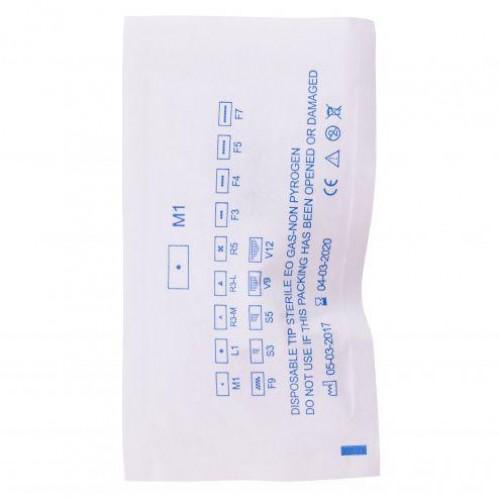 M1
M1 L1 R3-M R3-L R5 F3 F4 F5 F7
F9 S3 S5 V9 V12
DISPOSABLE TIP STERILE EO GAS-NON PYROGEN
DO NOT USE IF THIS PACKING HAS BEEN OPENED OR DAMAGED
05-03-2017 04-03-2020 CE 2